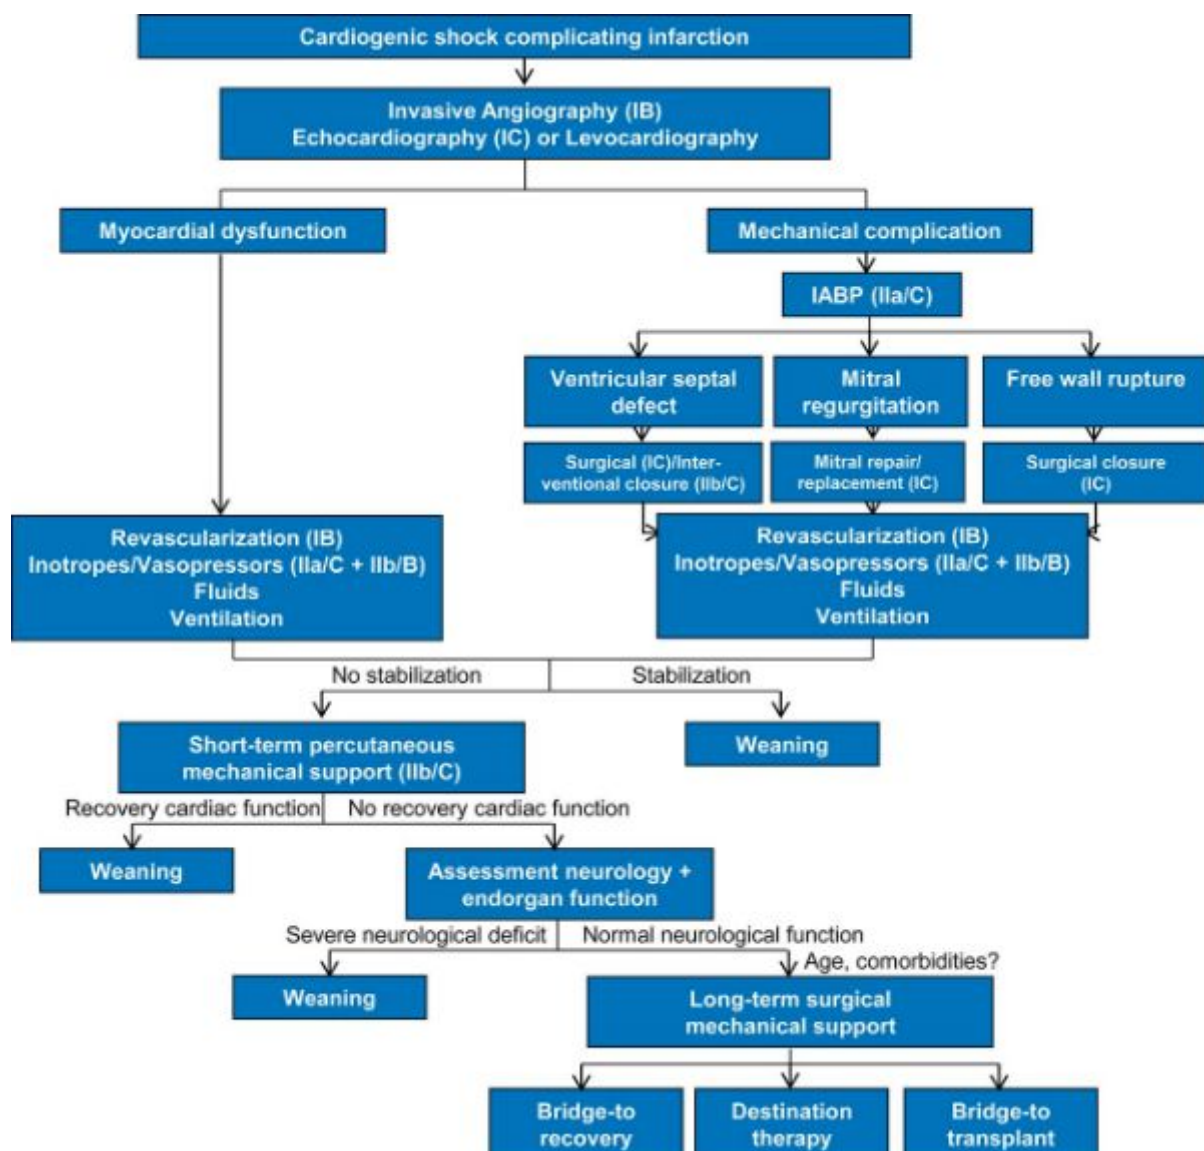 Cardiogenic shock complicating infarction
Invasive Angiography (IB)
Echocardiography (IC) or Levocardiography
Myocardial dysfunction
Mechanical complication
IABP (IIa/C)
Ventricular septal
defect
Mitral
regurgitation
Free wall rupture
Surgical (IC)/Inter-
ventional closure (IIb/C)
Mitral repair/
replacement (IC)
Surgical closure
(IC)
Revascularization (IB)
Inotropes/Vasopressors (IIa/C + IIb/B)
Fluids
Ventilation
Revascularization (IB)
Inotropes/Vasopressors (IIa/C + IIb/B)
Fluids
Ventilation
No stabilization
Stabilization
Short-term percutaneous
mechanical support (IIb/C)
Weaning
Recovery cardiac function
No recovery cardiac function
Weaning
Assessment neurology +
endorgan function
Severe neurological deficit
Normal neurological function
Age, comorbidities?
Weaning
Long-term surgical
mechanical support
Bridge-to
recovery
Destination
therapy
Bridge-to
transplant